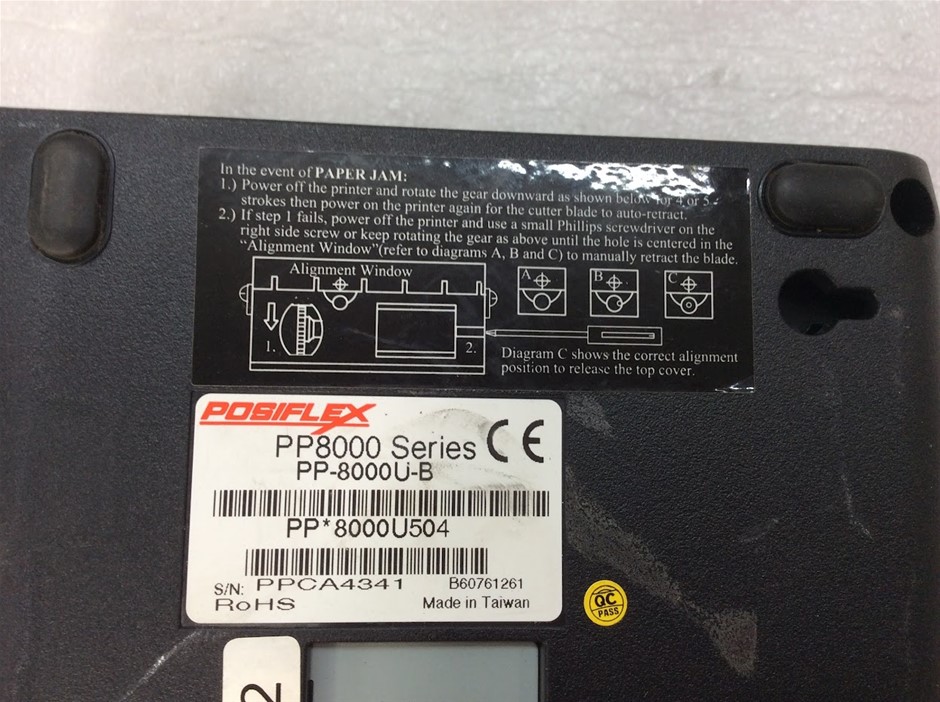 In the event of PAPER JAM:
1.) Power off the printer and rotate the gear downward as shown below for 4 or 5
strokes then power on the printer again for the cutter blade to auto-retract.
2.) If step 1 fails, power off the printer and use a small Phillips screwdriver on the
right side screw or keep rotating the gear as above until the hole is centered in the
"Alignment Window"(refer to diagrams A, B and C) to manually retract the blade.
Alignment Window
A B C
1. 2.
Diagram C shows the correct alignment
position to release the top cover.
POSIFLEX
PP8000 Series CE
PP-8000U-B
PP*8000U504
S/N: PPCA4341 B60761261
RoHS Made in Taiwan
QC
PASS
2